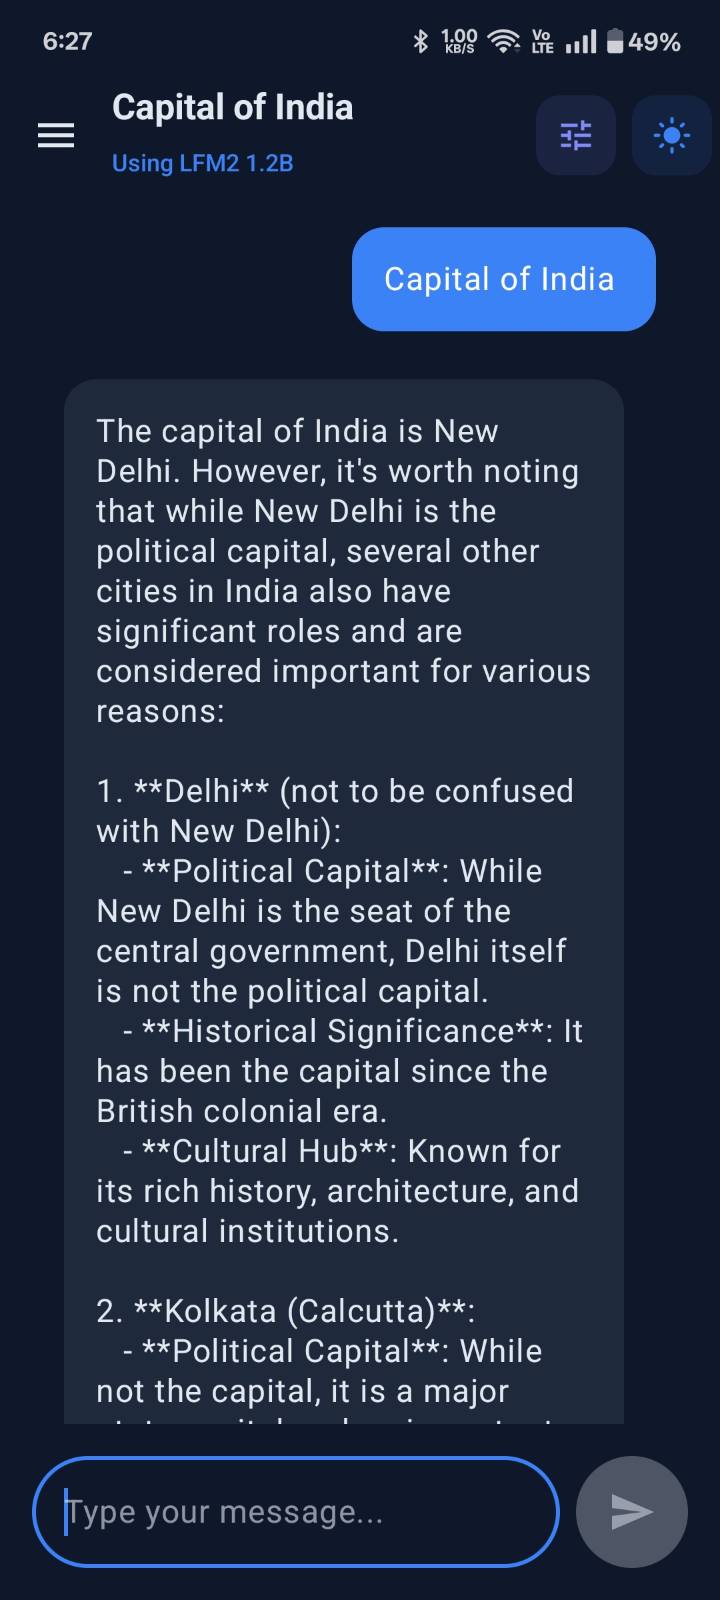 6:27
1.00 KB/S Vo LTE 49%
Capital of India
Using LFM2 1.2B
Capital of India
The capital of India is New
Delhi. However, it's worth noting
that while New Delhi is the
political capital, several other
cities in India also have
significant roles and are
considered important for various
reasons:
1. **Delhi** (not to be confused
with New Delhi):
- **Political Capital**: While
New Delhi is the seat of the
central government, Delhi itself
is not the political capital.
- **Historical Significance**: It
has been the capital since the
British colonial era.
- **Cultural Hub**: Known for
its rich history, architecture, and
cultural institutions.
2. **Kolkata (Calcutta)**:
- **Political Capital**: While
not the capital, it is a major
Type your message...